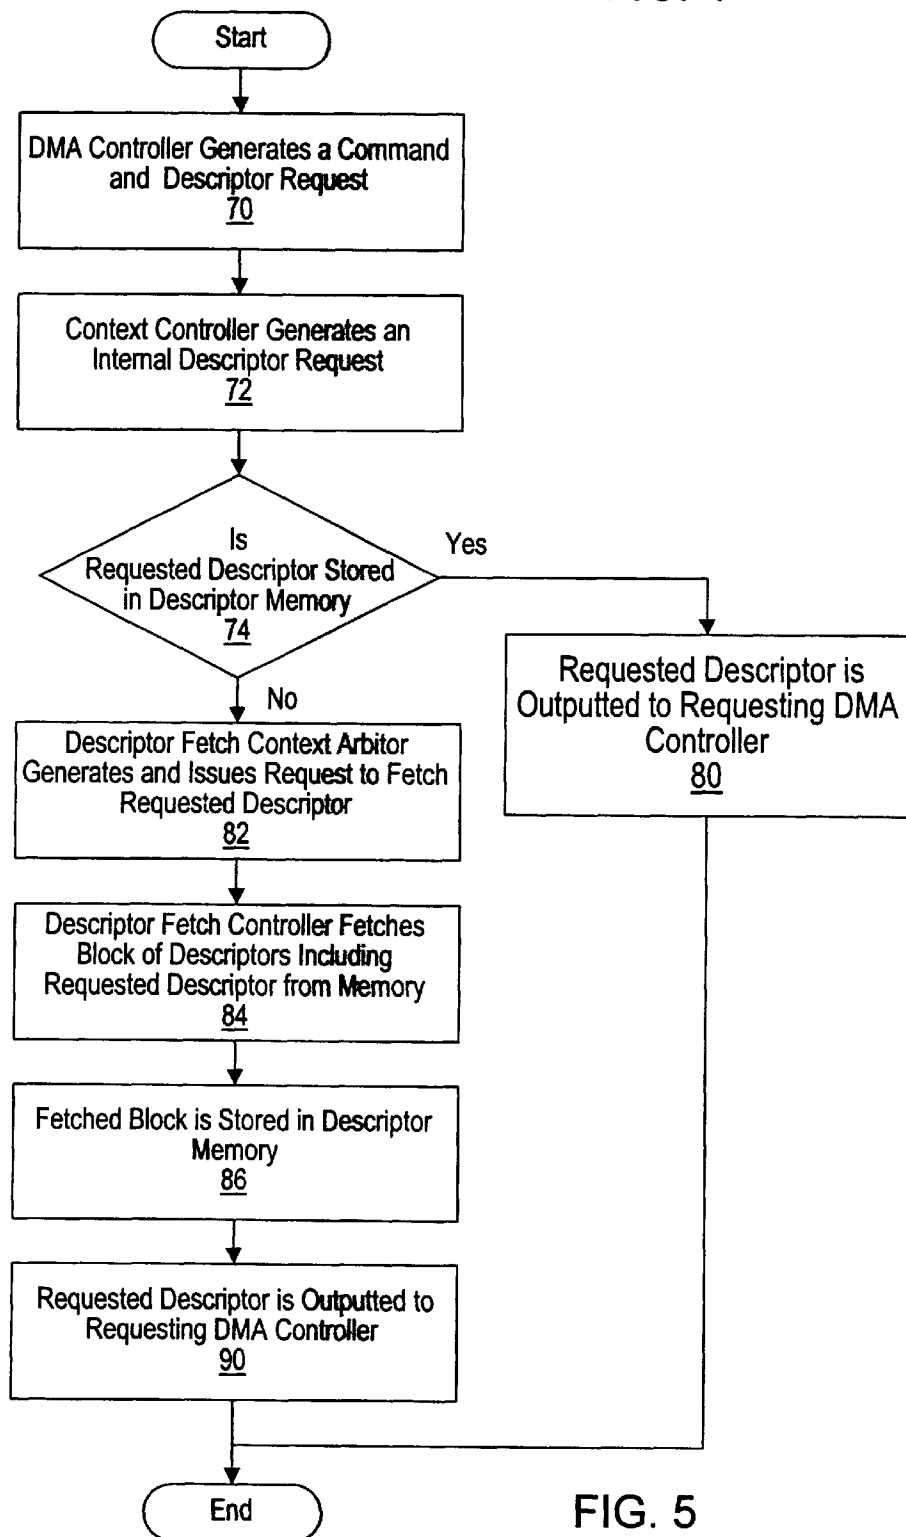 Start
DMA Controller Generates a Command
and Descriptor Request
70
Context Controller Generates an
Internal Descriptor Request
72
Is
Requested Descriptor Stored
in Descriptor Memory
74
Yes
No
Requested Descriptor is
Outputted to Requesting DMA
Controller
80
Descriptor Fetch Context Arbitor
Generates and Issues Request to Fetch
Requested Descriptor
82
Descriptor Fetch Controller Fetches
Block of Descriptors Including
Requested Descriptor from Memory
84
Fetched Block is Stored in Descriptor
Memory
86
Requested Descriptor is Outputted to
Requesting DMA Controller
90
End
FIG. 5